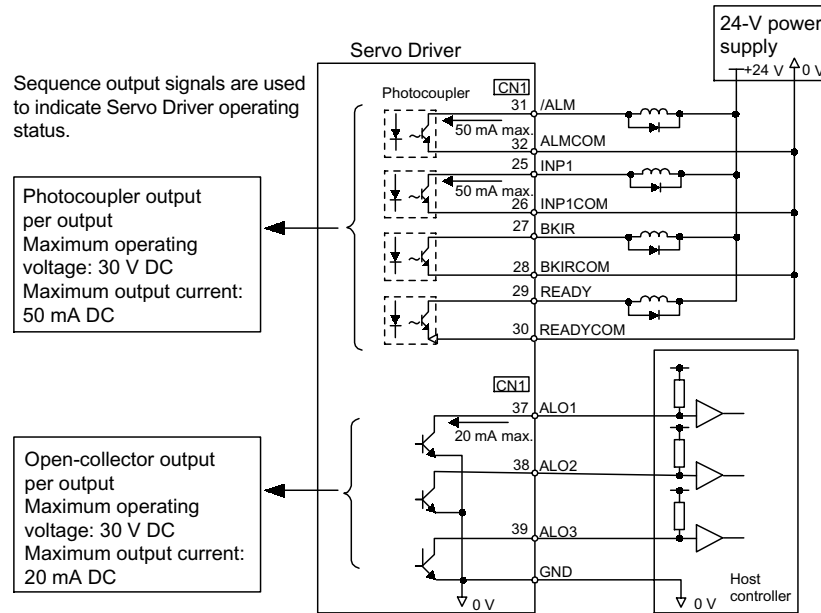 24-V power
supply
+24 V
0 V
Servo Driver
Sequence output signals are used
to indicate Servo Driver operating
status.
Photocoupler
CN1
31
/ALM
50 mA max.
32
ALMCOM
25
INP1
50 mA max.
26
INP1COM
27
BKIR
28
BKIRCOM
29
READY
30
READYCOM
Photocoupler output
per output
Maximum operating
voltage: 30 V DC
Maximum output current:
50 mA DC
CN1
37
ALO1
20 mA max.
38
ALO2
39
ALO3
GND
0 V
Open-collector output
per output
Maximum operating
voltage: 30 V DC
Maximum output current:
20 mA DC
0 V
Host
controller